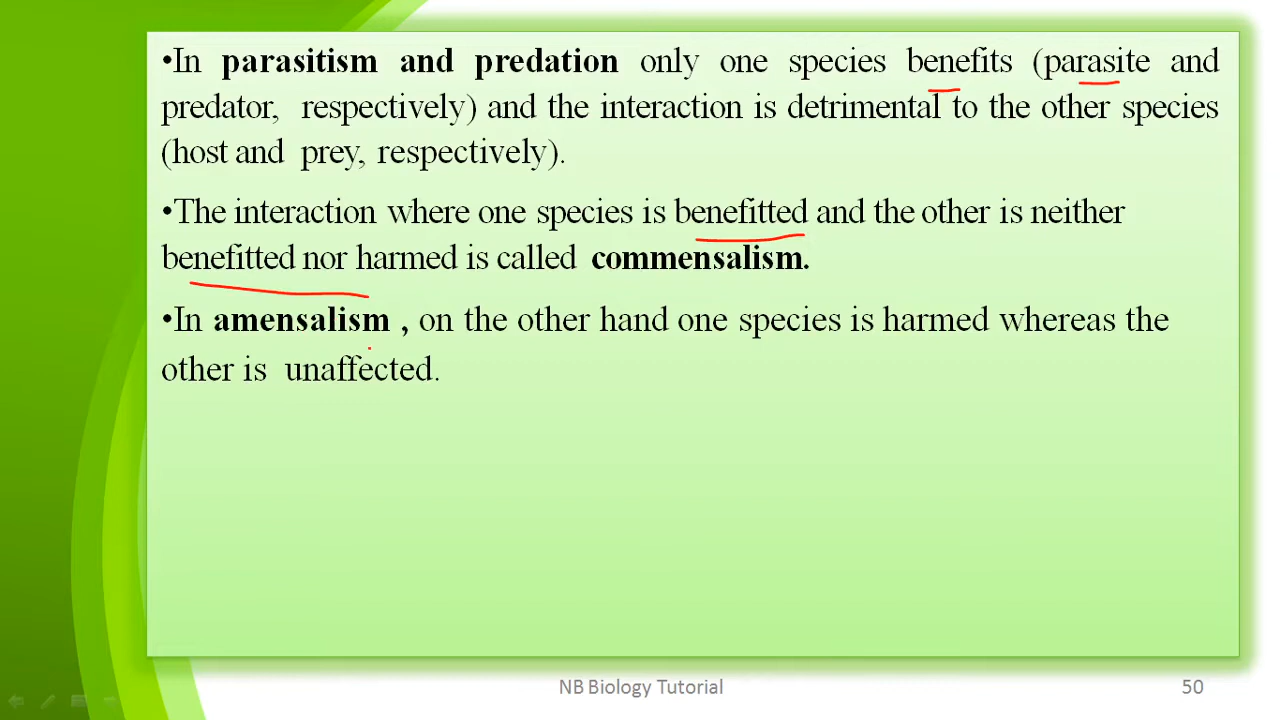 •In parasitism and predation only one species benefits (parasite and
predator, respectively) and the interaction is detrimental to the other species
(host and prey, respectively).
•The interaction where one species is benefitted and the other is neither
benefitted nor harmed is called commensalism.
•In amensalism , on the other hand one species is harmed whereas the
other is unaffected.
NB Biology Tutorial
50